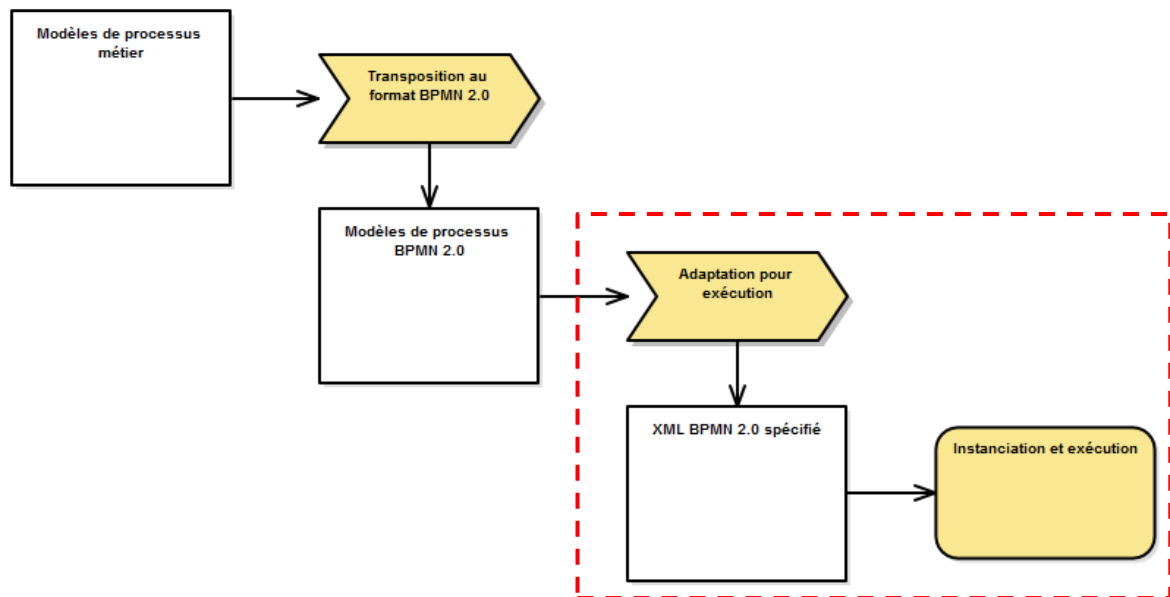 Modèles de processus
métier
Transposition au
format BPMN 2.0
Modèles de processus
BPMN 2.0
Adaptation pour
exécution
XML BPMN 2.0 spécifié
Instanciation et exécution